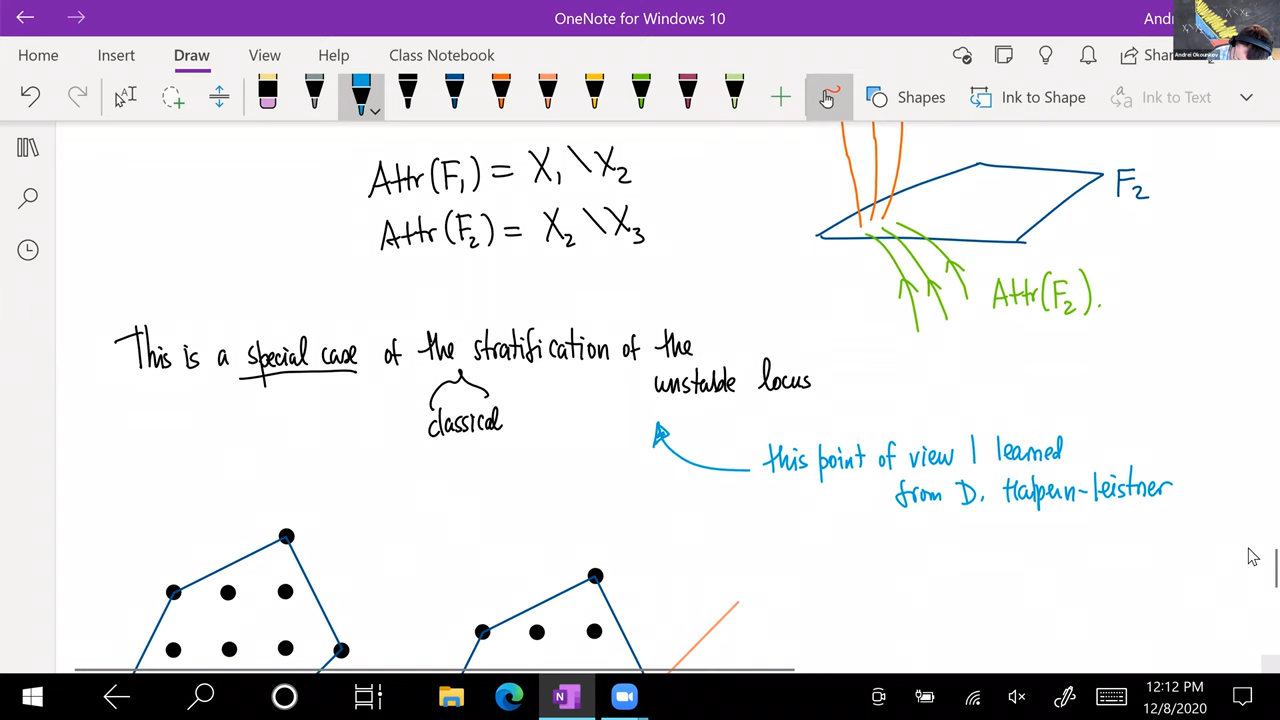 OneNote for Windows 10
Home Insert Draw View Help Class Notebook
Shapes Ink to Shape Ink to Text
Andrei Okounkov
Attr(F₁) = X₁ \ X₂
Attr(F₂) = X₂ \ X₃
F₂
Attr(F₂).
This is a special case of the stratification of the
unstable locus
classical
this point of view I learned
from D. Halpern-Leistner
12:12 PM
12/8/2020